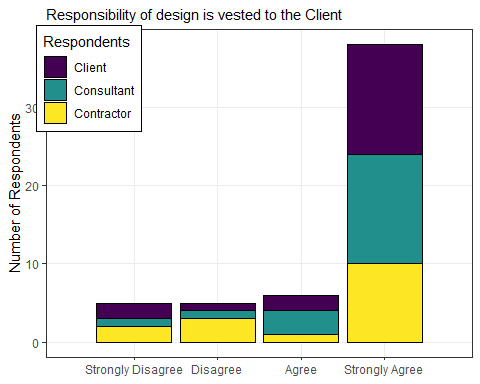 Responsibility of design is vested to the Client
Respondents
Client
Consultant
Contractor
Number of Respondents
30
20
10
0
Strongly Disagree Disagree Agree Strongly Agree